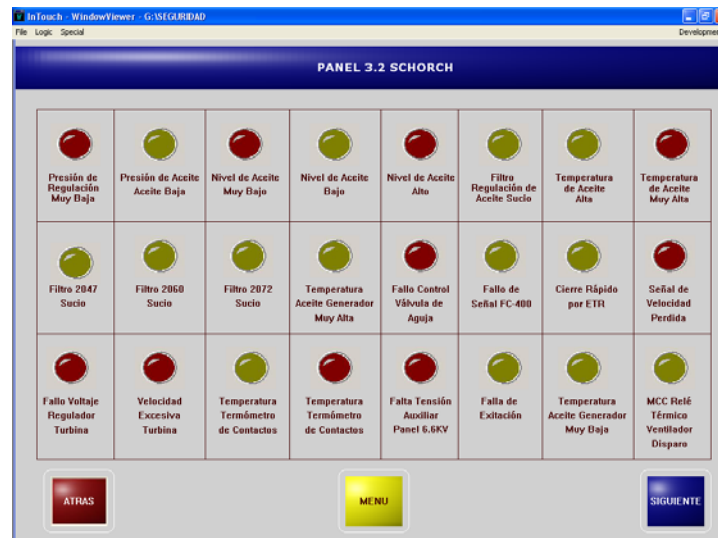 InTouch - WindowViewer - G:\SEGURIDAD
File Logic Special
PANEL 3.2 SCHORCH
Presión de
Regulación
Muy Baja
Presión de Aceite
Aceite Baja
Nivel de Aceite
Muy Bajo
Nivel de Aceite
Bajo
Nivel de Aceite
Alto
Filtro
Regulación de
Aceite Sucio
Temperatura
de Aceite
Alta
Temperatura
de Aceite
Muy Alta
Filtro 2047
Sucio
Filtro 2060
Sucio
Filtro 2072
Sucio
Temperatura
Aceite Generador
Muy Alta
Fallo Control
Válvula de
Aguja
Fallo de
Señal FC-400
Cierre Rápido
por ETR
Señal de
Velocidad
Perdida
Fallo Voltaje
Regulador
Turbina
Velocidad
Excesiva
Turbina
Temperatura
Termómetro
de Contactos
Temperatura
Termómetro
de Contactos
Falta Tensión
Auxiliar
Panel 6.6KV
Falla de
Exitación
Temperatura
Aceite Generador
Muy Baja
MCC Relé
Térmico
Ventilador
Disparo
ATRAS
MENU
SIGUIENTE